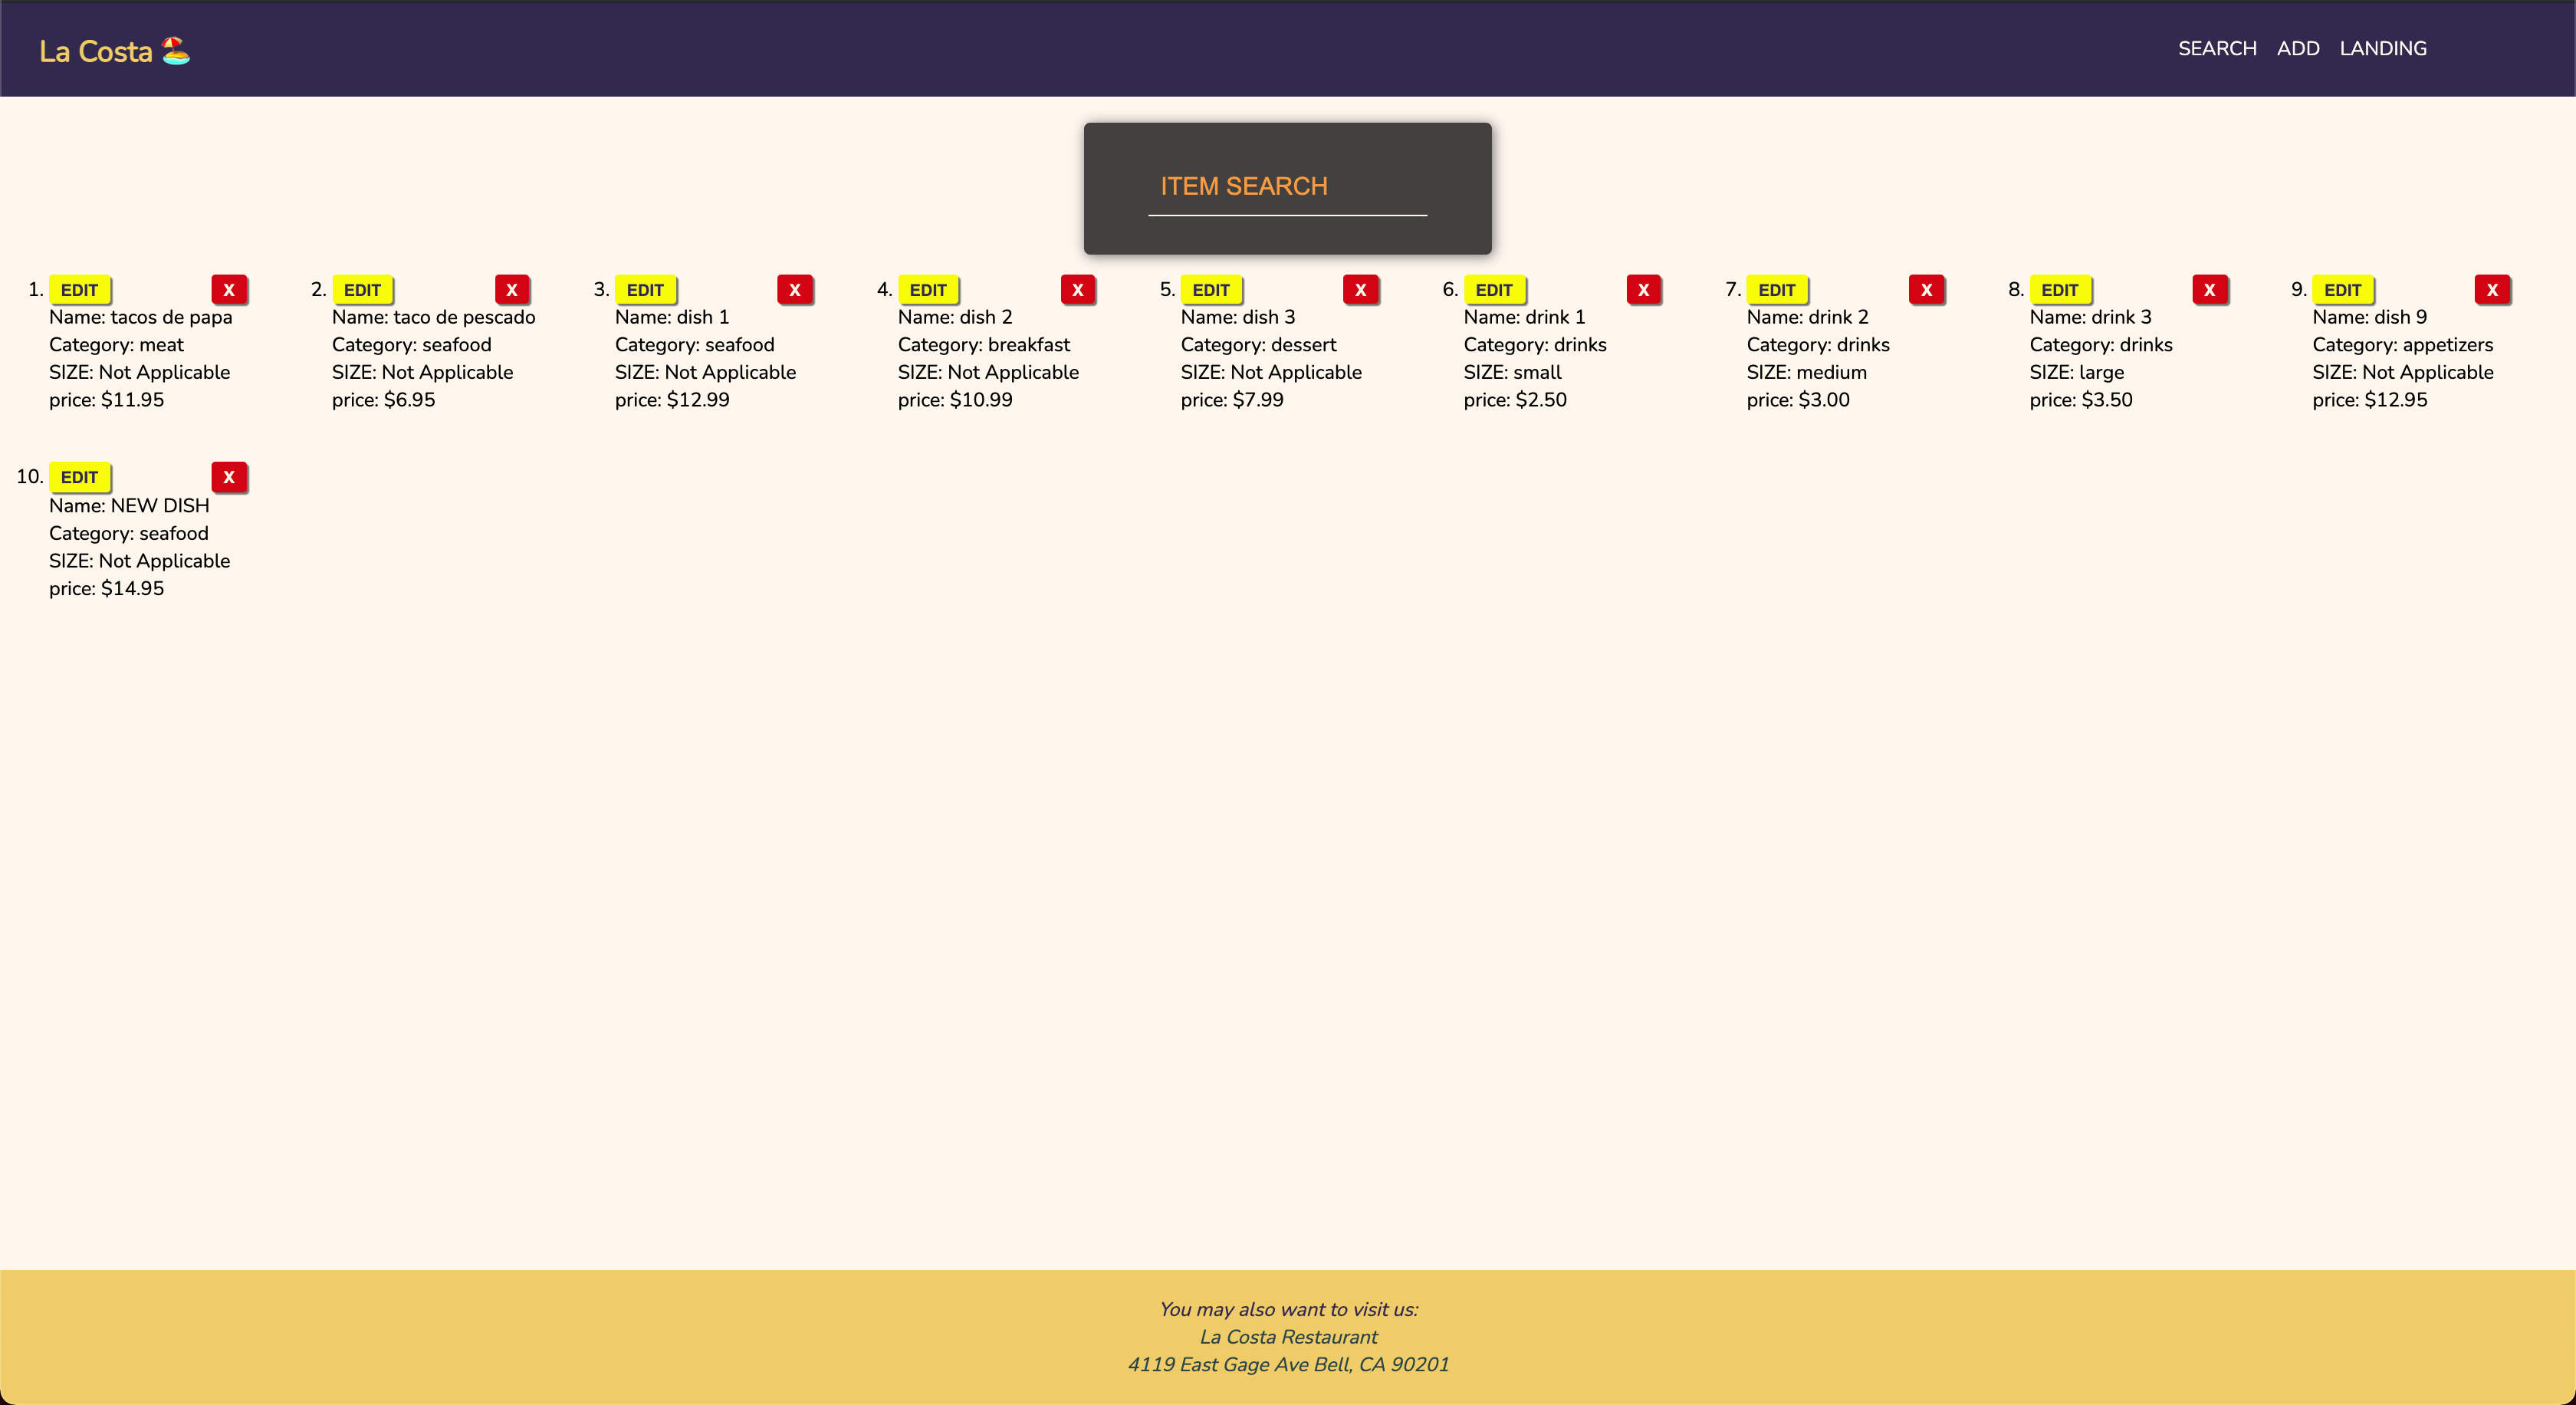 La Costa 🏖️
SEARCH ADD LANDING
ITEM SEARCH
1. EDIT X
Name: tacos de papa
Category: meat
SIZE: Not Applicable
price: $11.95
2. EDIT X
Name: taco de pescado
Category: seafood
SIZE: Not Applicable
price: $6.95
3. EDIT X
Name: dish 1
Category: seafood
SIZE: Not Applicable
price: $12.99
4. EDIT X
Name: dish 2
Category: breakfast
SIZE: Not Applicable
price: $10.99
5. EDIT X
Name: dish 3
Category: dessert
SIZE: Not Applicable
price: $7.99
6. EDIT X
Name: drink 1
Category: drinks
SIZE: small
price: $2.50
7. EDIT X
Name: drink 2
Category: drinks
SIZE: medium
price: $3.00
8. EDIT X
Name: drink 3
Category: drinks
SIZE: large
price: $3.50
9. EDIT X
Name: dish 9
Category: appetizers
SIZE: Not Applicable
price: $12.95
10. EDIT X
Name: NEW DISH
Category: seafood
SIZE: Not Applicable
price: $14.95
You may also want to visit us:
La Costa Restaurant
4119 East Gage Ave Bell, CA 90201